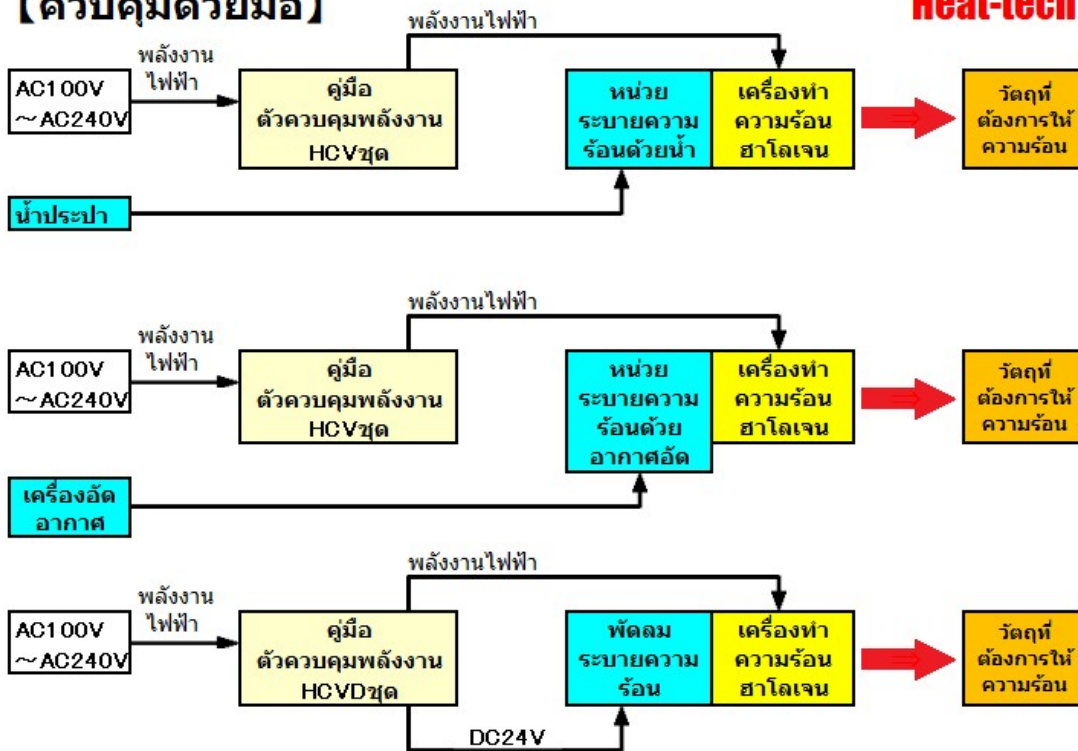 【ควบคุมด้วยมือ】
Heat-tech
พลังงานไฟฟ้า
พลังงาน
ไฟฟ้า
AC100V
～AC240V
คู่มือ
ตัวควบคุมพลังงาน
HCVชุด
หน่วย
ระบายความ
ร้อนด้วยน้ำ
เครื่องทำ
ความร้อน
ฮาโลเจน
⇒
วัตถุที่
ต้องการให้
ความร้อน
น้ำประปา
พลังงานไฟฟ้า
พลังงาน
ไฟฟ้า
AC100V
～AC240V
คู่มือ
ตัวควบคุมพลังงาน
HCVชุด
หน่วย
ระบายความ
ร้อนด้วย
อากาศอัด
เครื่องทำ
ความร้อน
ฮาโลเจน
⇒
วัตถุที่
ต้องการให้
ความร้อน
เครื่องอัด
อากาศ
พลังงานไฟฟ้า
พลังงาน
ไฟฟ้า
AC100V
～AC240V
คู่มือ
ตัวควบคุมพลังงาน
HCVDชุด
พัดลม
ระบายความ
ร้อน
เครื่องทำ
ความร้อน
ฮาโลเจน
⇒
วัตถุที่
ต้องการให้
ความร้อน
DC24V